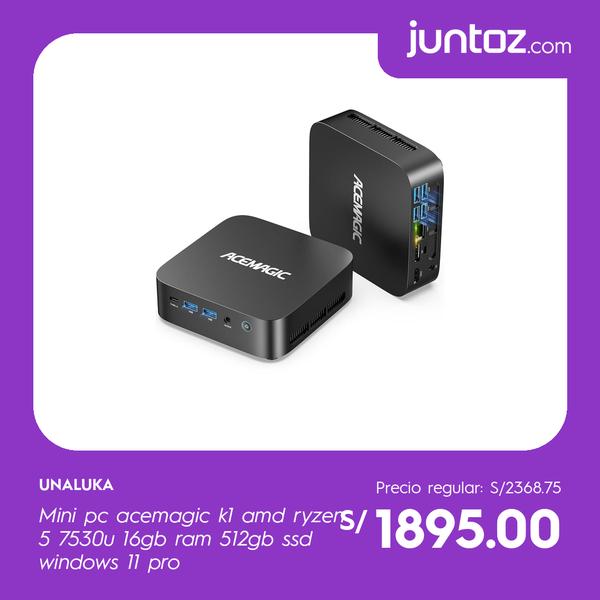 juntoz.com
ACEMAGIC
ACEMAGIC
UNALUKA
Mini pc acemagic k1 amd ryzen
5 7530u 16gb ram 512gb ssd
windows 11 pro
Precio regular: S/2368.75
S/ 1895.00